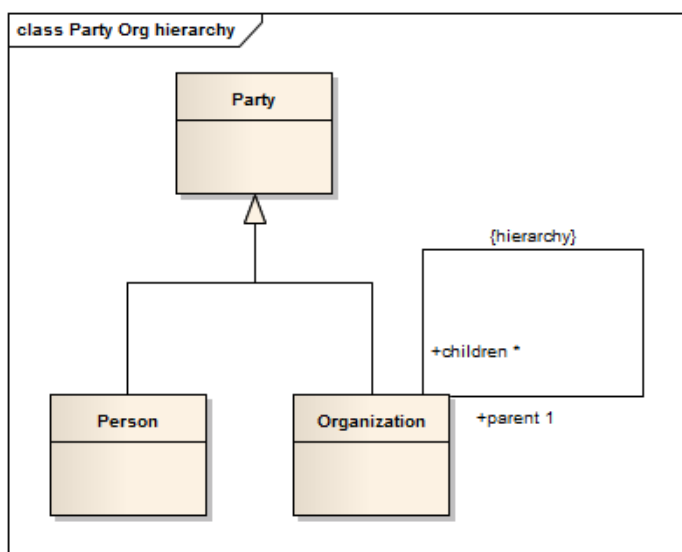 class Party Org hierarchy
Party
{hierarchy}
+children *
Person
Organization
+parent 1